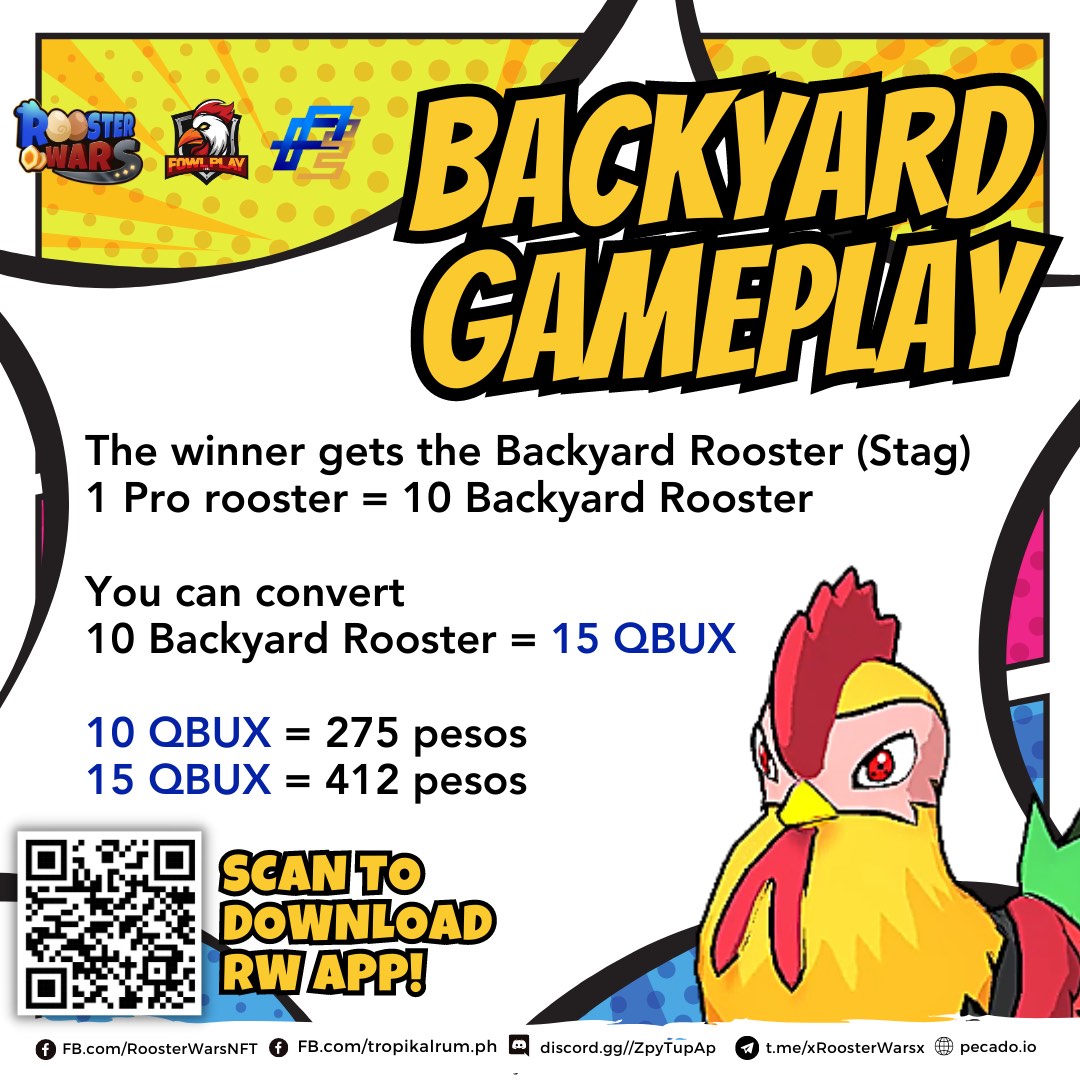 ROOSTER
WARS
FOWLPLAY
BACKYARD
GAMEPLAY
The winner gets the Backyard Rooster (Stag)
1 Pro rooster = 10 Backyard Rooster
You can convert
10 Backyard Rooster = 15 QBUX
10 QBUX = 275 pesos
15 QBUX = 412 pesos
SCAN TO
DOWNLOAD
RW APP!
FB.com/RoosterWarsNFT FB.com/tropikalrum.ph discord.gg//ZpyTupAp t.me/xRoosterWarsx pecado.io